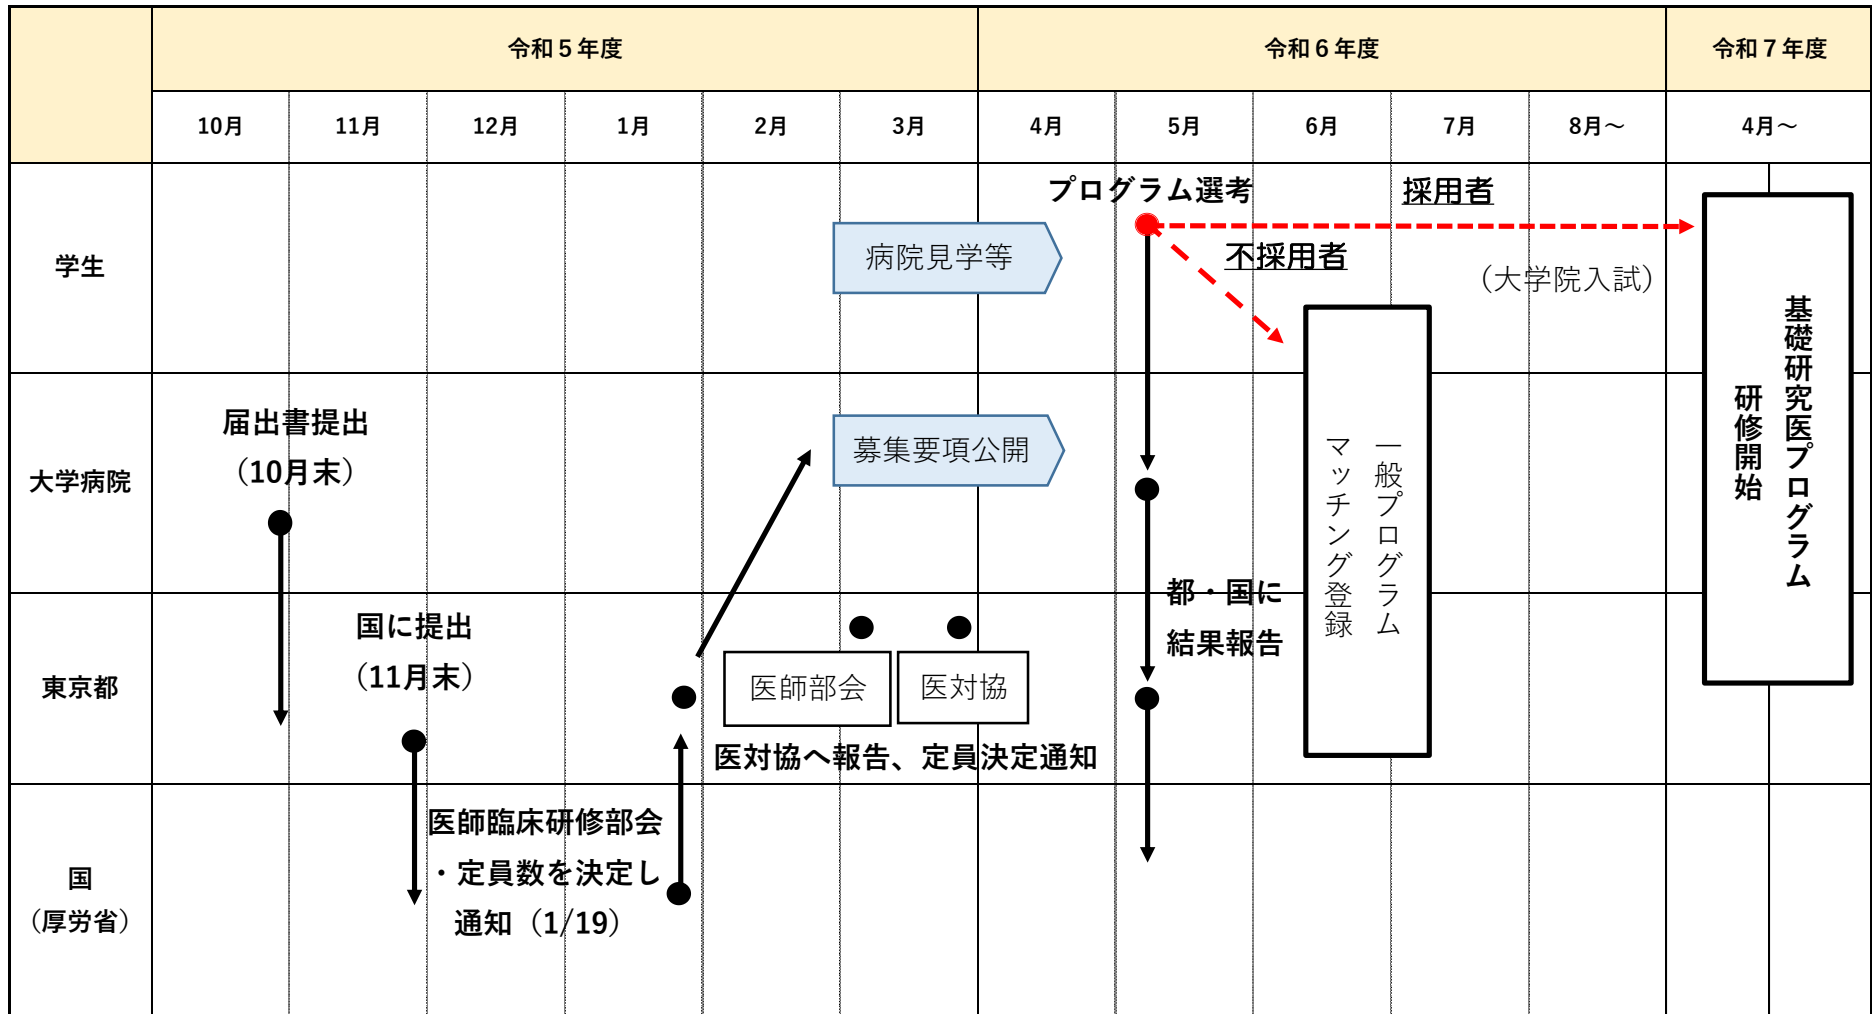 令和５年度
令和６年度
令和７年度
10月
11月
12月
1月
2月
3月
4月
5月
6月
7月
8月～
4月～
学生
プログラム選考
採用者
病院見学等
不採用者
（大学院入試）
大学病院
届出書提出
（10月末）
募集要項公開
一般プログラム
マッチング登録
基礎研究医プログラム
研修開始
東京都
国に提出
（11月末）
都・国に
結果報告
医師部会
医対協
医対協へ報告、定員決定通知
国
（厚労省）
医師臨床研修部会
・定員数を決定し
通知（1/19）